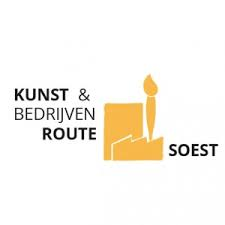 KUNST &
BEDRIJVEN
ROUTE
SOEST